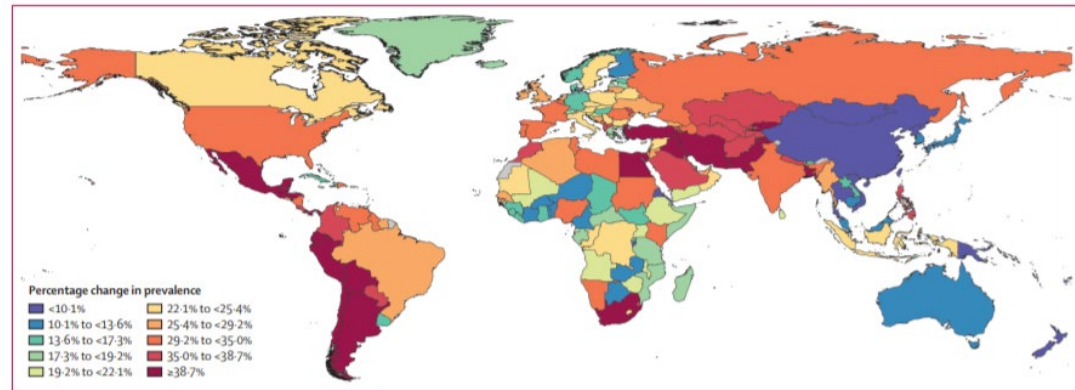 Percentage change in prevalence
<10·1%
10·1% to <13·6%
13·6% to <17·3%
17·3% to <19·2%
19·2% to <22·1%
22·1% to <25·4%
25·4% to <29·2%
29·2% to <35·0%
35·0% to <38·7%
≥38·7%